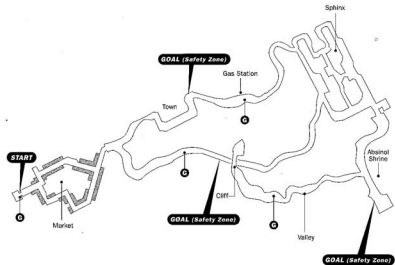 Sphinx
GOAL (Safety Zone)
Gas Station
Town
G
START
G
Absinol
Shrine
Cliff
G
Market
GOAL (Safety Zone)
G
Valley
GOAL (Safety Zone)